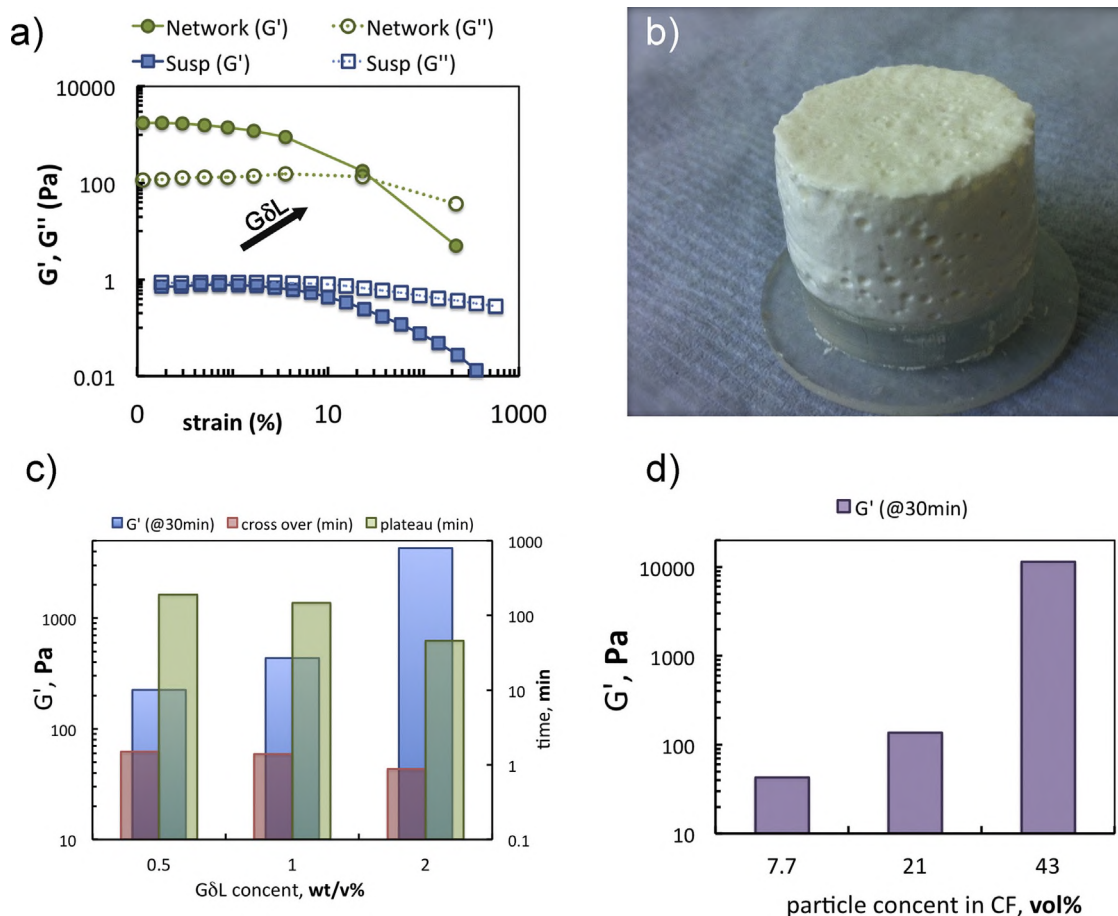 a)
Network (G')
Network (G'')
Susp (G')
Susp (G'')
10000
100
1
0.01
G', G'' (Pa)
GδL
0
10
1000
strain (%)
b)
c)
G' (@30min)
cross over (min)
plateau (min)
1000
100
10
G', Pa
1000
100
10
1
0.1
time, min
0.5
1
2
GδL concent, wt/v%
d)
G' (@30min)
10000
1000
100
10
G', Pa
7.7
21
43
particle concent in CF, vol%